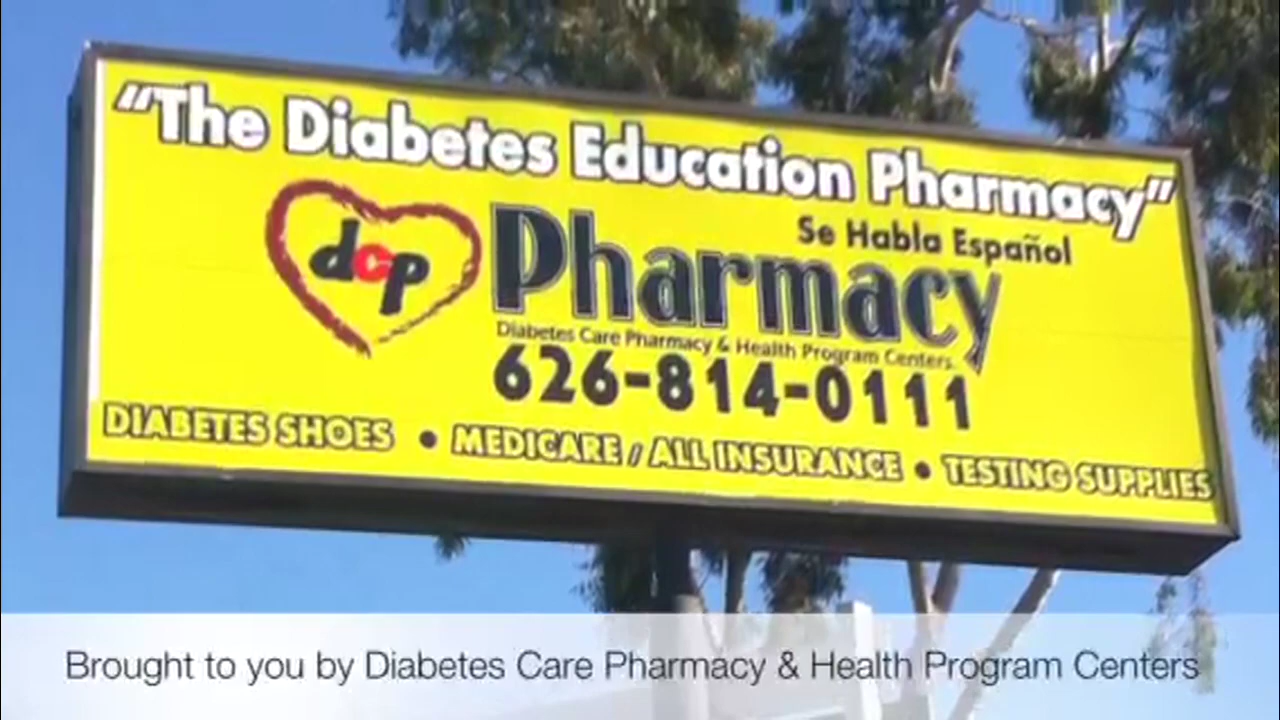 "The Diabetes Education Pharmacy"
Se Habla Español
dcp Pharmacy
Diabetes Care Pharmacy & Health Program Centers
626-814-0111
DIABETES SHOES • MEDICARE / ALL INSURANCE • TESTING SUPPLIES
Brought to you by Diabetes Care Pharmacy & Health Program Centers